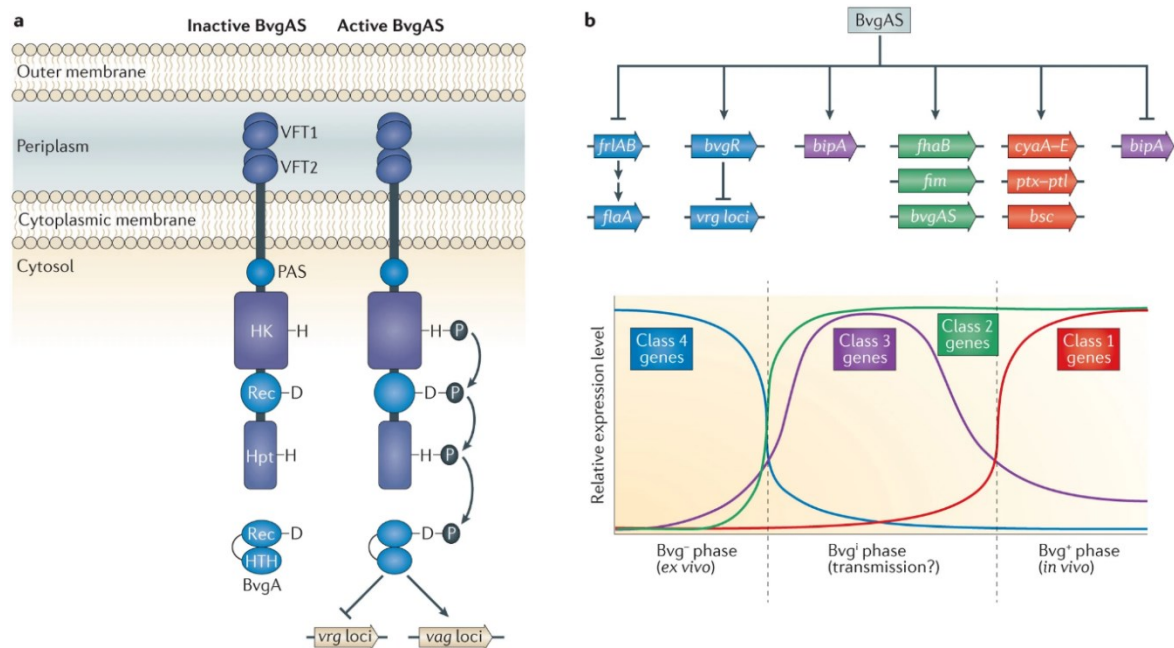 a
Inactive BvgAS Active BvgAS
Outer membrane
Periplasm
VFT1
VFT2
Cytoplasmic membrane
Cytosol
PAS
HK H H P
Rec D D P
Hpt H H P
Rec D D P
HTH
BvgA
vrg loci vag loci
b
BvgAS
frlAB bvgR bipA fhaB cyaA–E bipA
fim ptx–ptl
flaA vrg loci bvgAS bsc
Relative expression level
Class 4
genes
Class 3
genes
Class 2
genes
Class 1
genes
Bvg⁻ phase
(ex vivo)
Bvgⁱ phase
(transmission?)
Bvg⁺ phase
(in vivo)